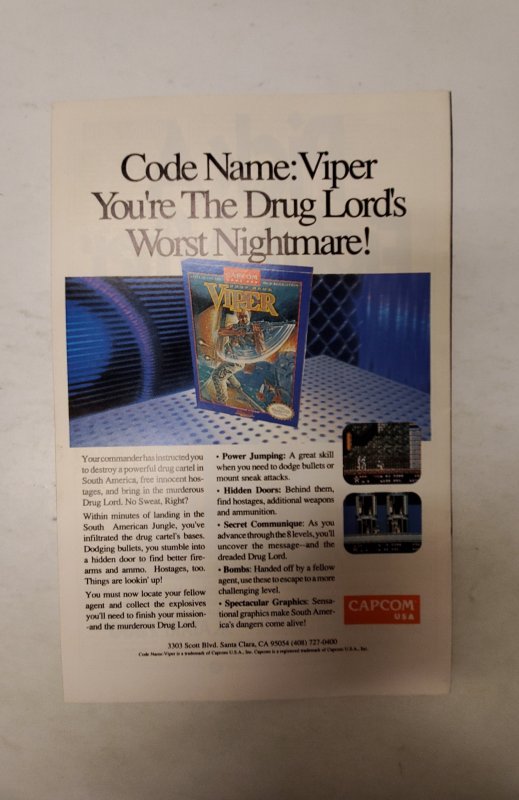 Code Name: Viper
You're The Drug Lord's
Worst Nightmare!
CAPCOM
CODE NAME
VIPER
Your commander has instructed you
to destroy a powerful drug cartel in
South America, free innocent hos-
tages, and bring in the murderous
Drug Lord. No Sweat, Right?
Within minutes of landing in the
South American Jungle, you've
infiltrated the drug cartel's bases.
Dodging bullets, you stumble into
a hidden door to find better fire-
arms and ammo. Hostages, too.
Things are lookin' up!
You must now locate your fellow
agent and collect the explosives
you'll need to finish your mission-
-and the murderous Drug Lord.
• Power Jumping: A great skill
when you need to dodge bullets or
mount sneak attacks.
• Hidden Doors: Behind them,
find hostages, additional weapons
and ammunition.
• Secret Communique: As you
advance through the 8 levels, you'll
uncover the message--and the
dreaded Drug Lord.
• Bombs: Handed off by a fellow
agent, use these to escape to a more
challenging level.
• Spectacular Graphics: Sensa-
tional graphics make South Amer-
ica's dangers come alive!
CAPCOM
USA
3303 Scott Blvd. Santa Clara, CA 95054 (408) 727-0400
Code Name: Viper is a trademark of Capcom U.S.A., Inc. Capcom is a registered trademark of Capcom U.S.A., Inc.